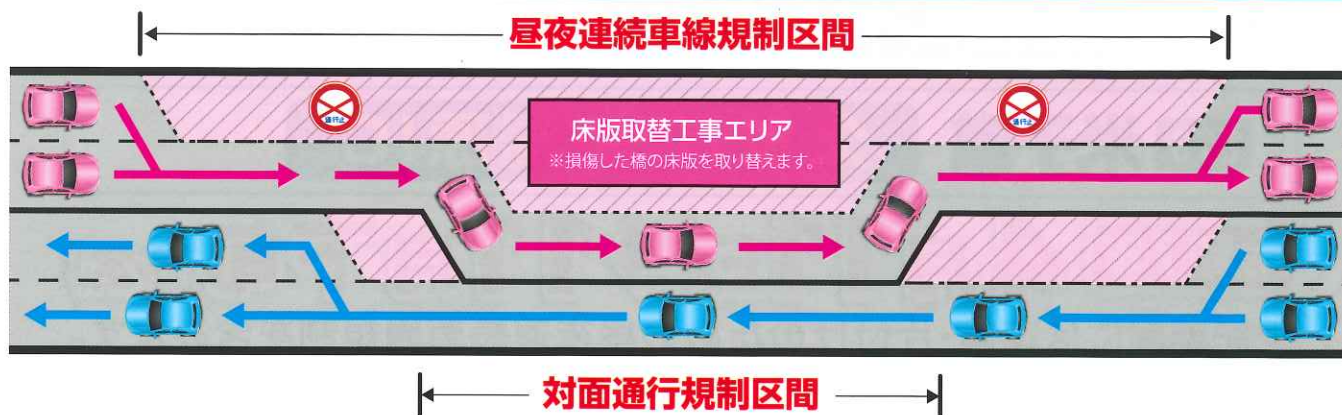 昼夜連続車線規制区間
通行止
通行止
床版取替工事エリア
※損傷した橋の床版を取り替えます。
対面通行規制区間